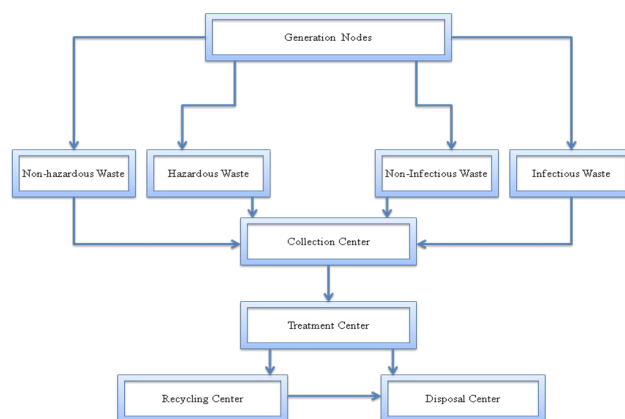 Generation Nodes
Non-hazardous Waste
Hazardous Waste
Non-Infectious Waste
Infectious Waste
Collection Center
Treatment Center
Recycling Center
Disposal Center